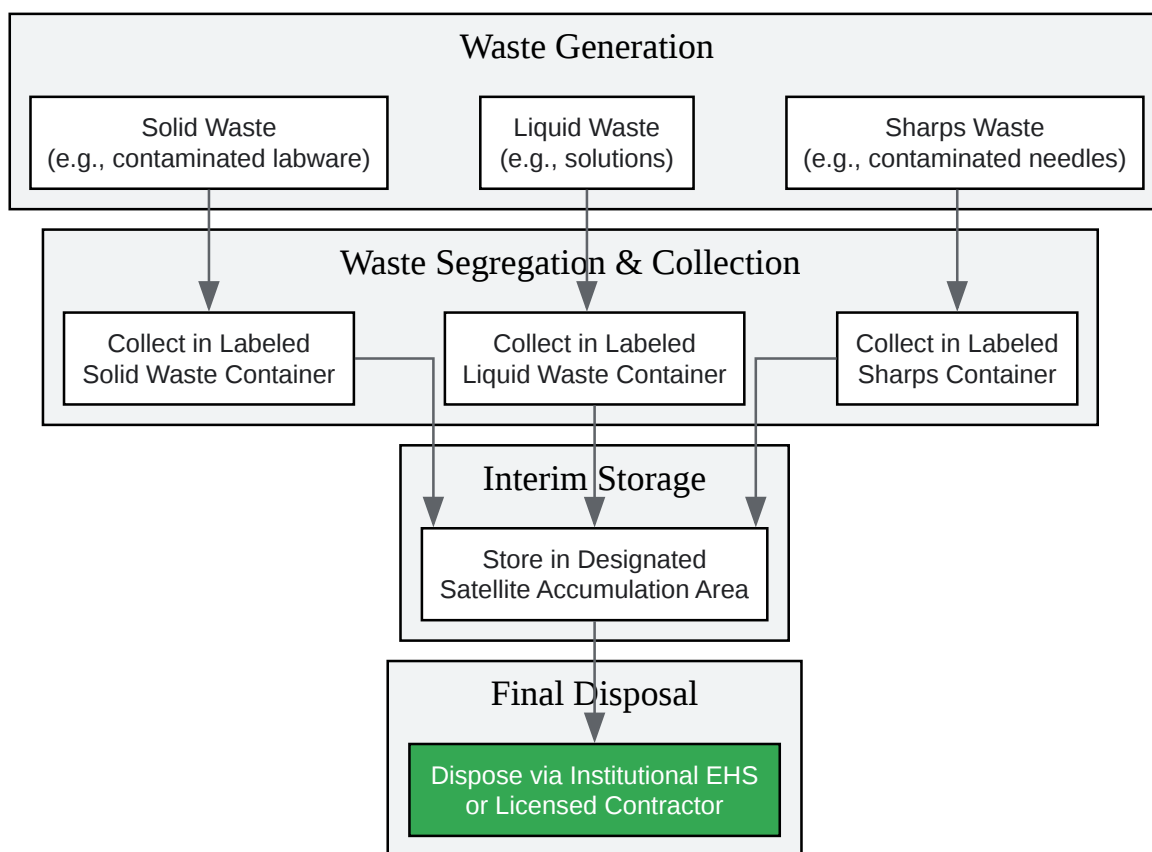 Waste Generation
Solid Waste
(e.g., contaminated labware)
Liquid Waste
(e.g., solutions)
Sharps Waste
(e.g., contaminated needles)
Waste Segregation & Collection
Collect in Labeled
Solid Waste Container
Collect in Labeled
Liquid Waste Container
Collect in Labeled
Sharps Container
Interim Storage
Store in Designated
Satellite Accumulation Area
Final Disposal
Dispose via Institutional EHS
or Licensed Contractor